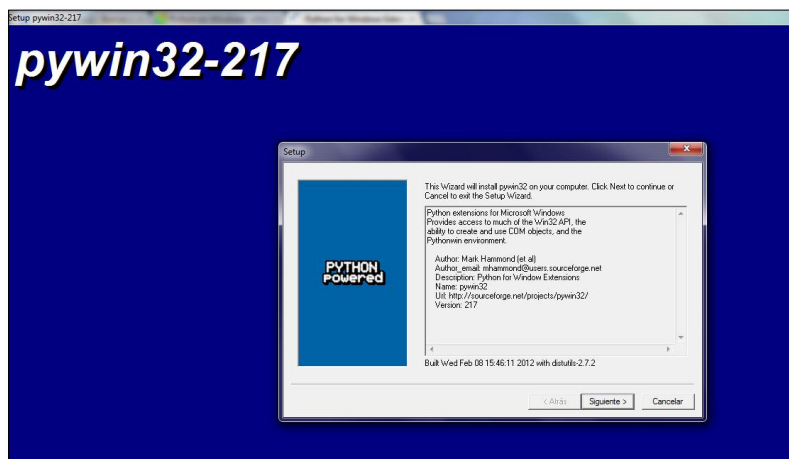 Setup pywin32-217
pywin32-217
Setup
This Wizard will install pywin32 on your computer. Click Next to continue or
Cancel to exit the Setup Wizard.
Python extensions for Microsoft Windows
Provides access to much of the Win32 API, the
ability to create and use COM objects, and the
Pythonwin environment.
Author: Mark Hammond (et al)
Author_email: mhammond@users.sourceforge.net
Description: Python for Window Extensions
Name: pywin32
Url: http://sourceforge.net/projects/pywin32/
Version: 217
PYTHON
Powered
Built Wed Feb 08 15:46:11 2012 with distutils-2.7.2
< Atrás
Siguiente >
Cancelar